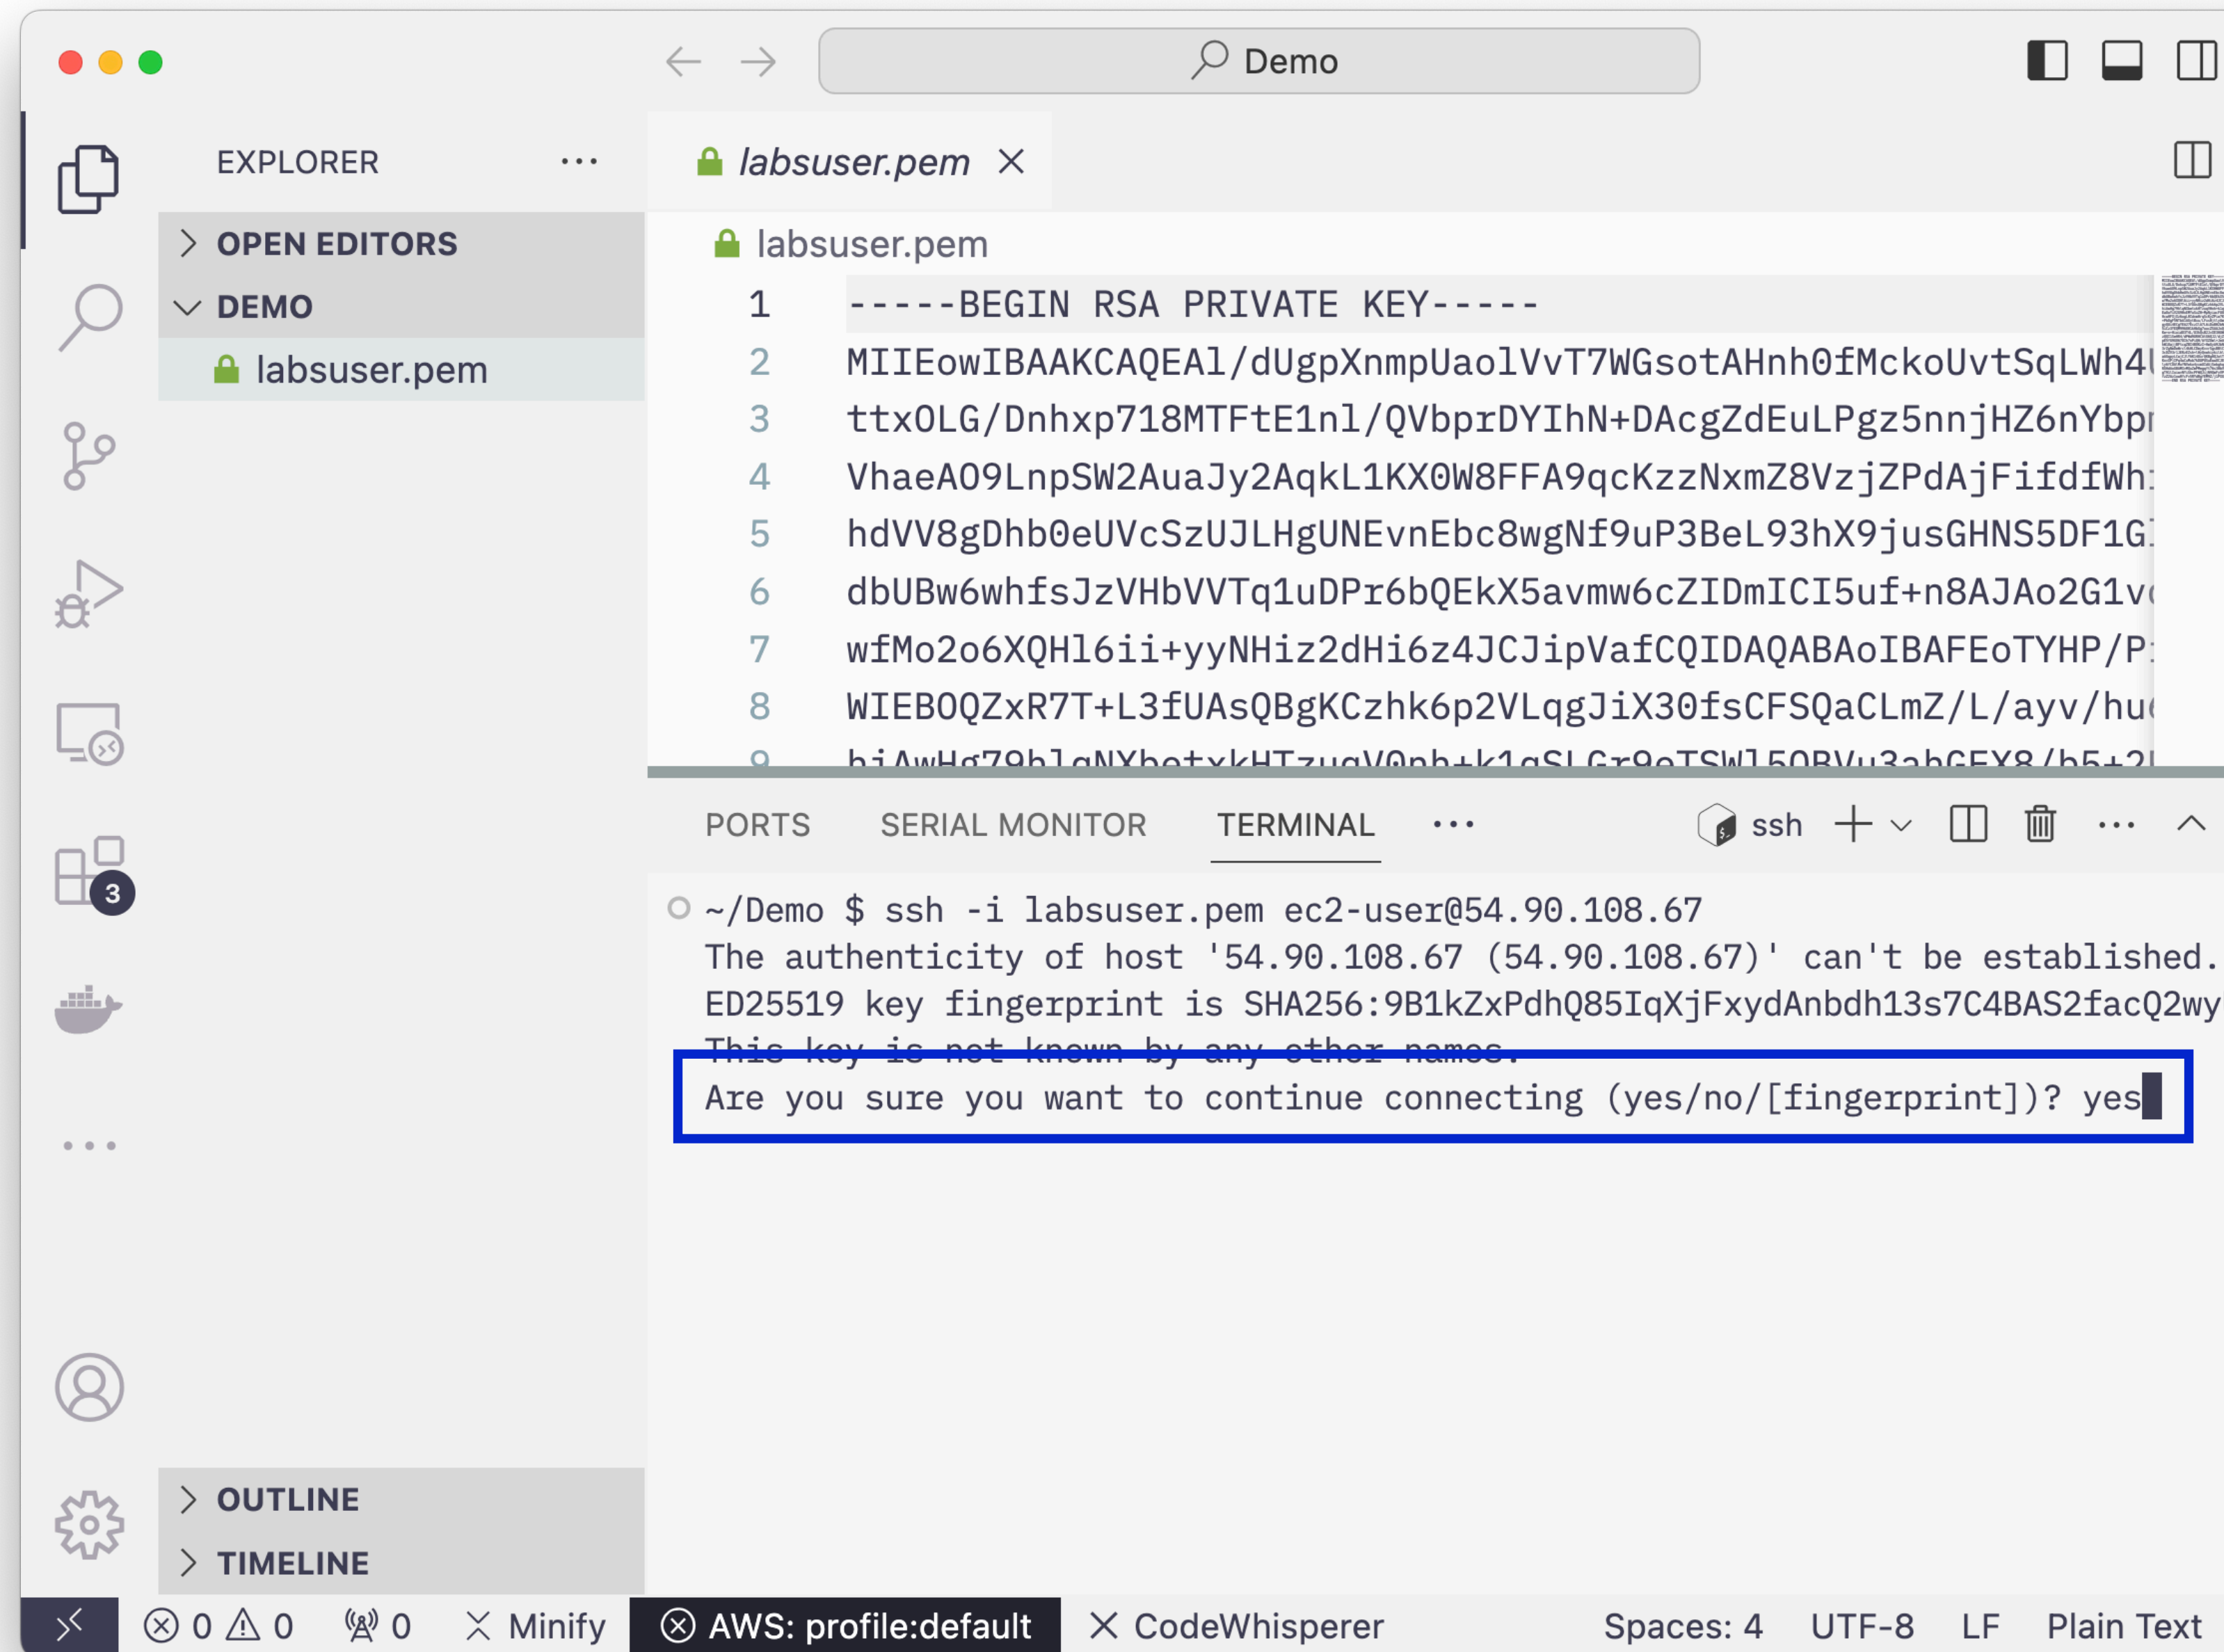 Demo
EXPLORER
labsuser.pem
OPEN EDITORS
labsuser.pem
DEMO
labsuser.pem
1 -----BEGIN RSA PRIVATE KEY-----
2 MIIEowIBAAKCAQEAl/dUgpXnmpUaolVvT7WGsotAHnh0fMckoUvtSqLWh4
3 ttxOLG/Dnhxp718MTFtE1nl/QVbprDYIhN+DAcgZdEuLPgz5nnjHZ6nYbp
4 VhaeAO9LnpSW2AuaJy2AqkL1KX0W8FFA9qcKzzNxmZ8VzjZPdAjFifdfWh
5 hdVV8gDhb0eUVcSzUJLHgUNEvnEbc8wgNf9uP3BeL93hX9jusGHNS5DF1G
6 dbUBw6whfsJzVHbVVTq1uDPr6bQEkX5avmw6cZIDmICI5uf+n8AJAo2G1v
7 wfMo2o6XQHl6ii+yyNHiz2dHi6z4JCJipVafCQIDAQABAoIBAFEoTYHP/P
8 WIEBOQZxR7T+L3fUAsQBgKCzhk6p2VLqgJiX30fsCFSQaCLmZ/L/ayv/hu
9
PORTS SERIAL MONITOR TERMINAL ssh
3
~/Demo $ ssh -i labsuser.pem ec2-user@54.90.108.67
The authenticity of host '54.90.108.67 (54.90.108.67)' can't be established.
ED25519 key fingerprint is SHA256:9B1kZxPdhQ85IqXjFxydAnbdh13s7C4BAS2facQ2wy
This key is not known by any other names.
Are you sure you want to continue connecting (yes/no/[fingerprint])? yes
OUTLINE
TIMELINE
0 0 0 Minify AWS: profile:default CodeWhisperer Spaces: 4 UTF-8 LF Plain Text